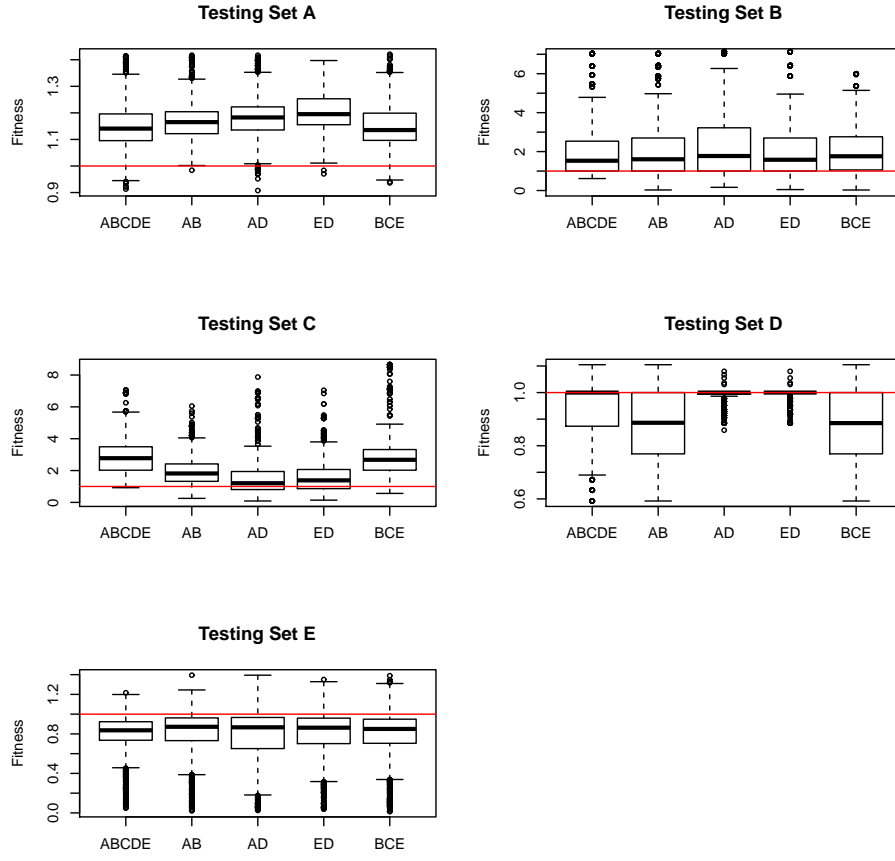 Testing Set A
Testing Set B
Fitness
0.9 1.1 1.3
ABCDE AB AD ED BCE
Fitness
0 2 4 6
ABCDE AB AD ED BCE
Testing Set C
Testing Set D
Fitness
0 2 4 6 8
ABCDE AB AD ED BCE
Fitness
0.6 0.8 1.0
ABCDE AB AD ED BCE
Testing Set E
Fitness
0.0 0.4 0.8 1.2
ABCDE AB AD ED BCE